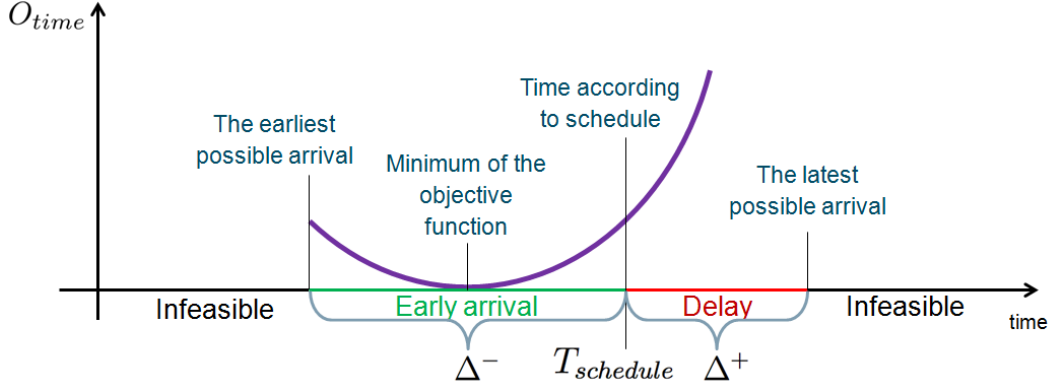 O_time
Time according
to schedule
The earliest
possible arrival
Minimum of the
objective
function
The latest
possible arrival
Infeasible
Early arrival
Delay
Infeasible
time
Δ⁻
T_schedule
Δ⁺